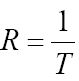 R = 1/T